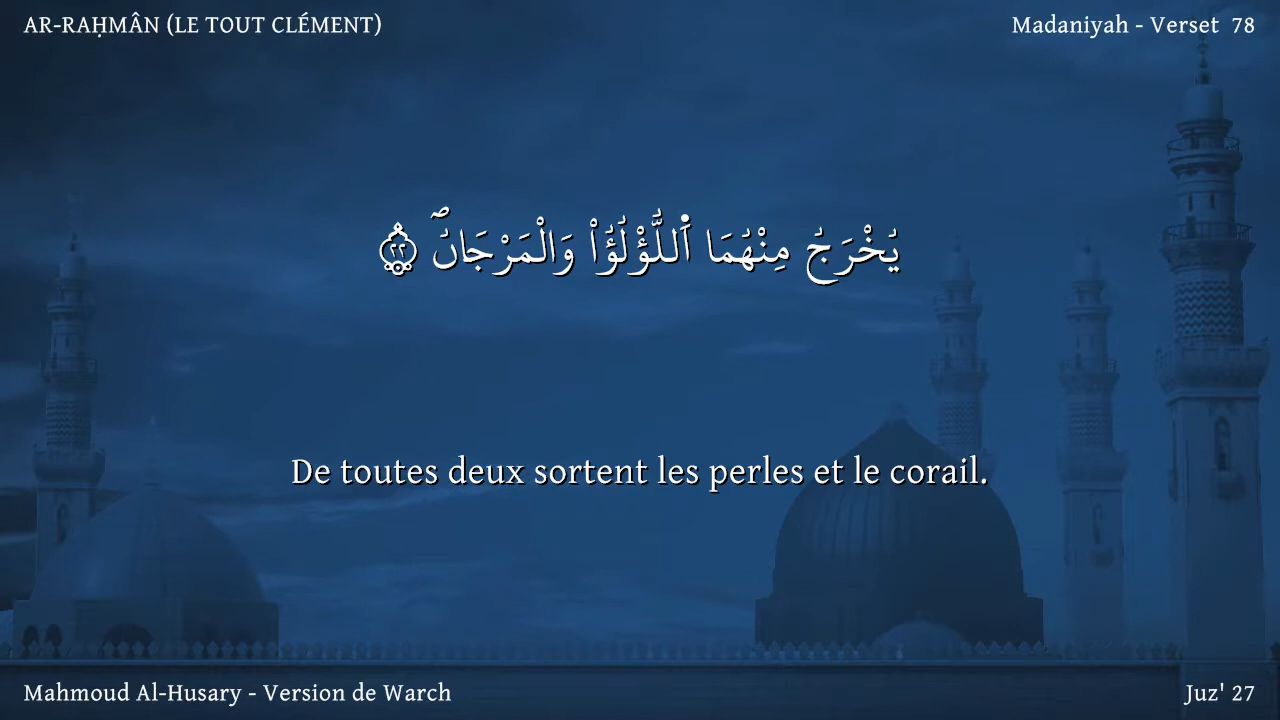 AR-RAḤMÂN (LE TOUT CLÉMENT)
Madaniyah - Verset 78
يُخْرَجُ مِنْهُمَا اَ۬للُّؤْلُؤُاْ وَالْمَرْجَانُۖ ٢٢
De toutes deux sortent les perles et le corail.
Mahmoud Al-Husary - Version de Warch
Juz' 27